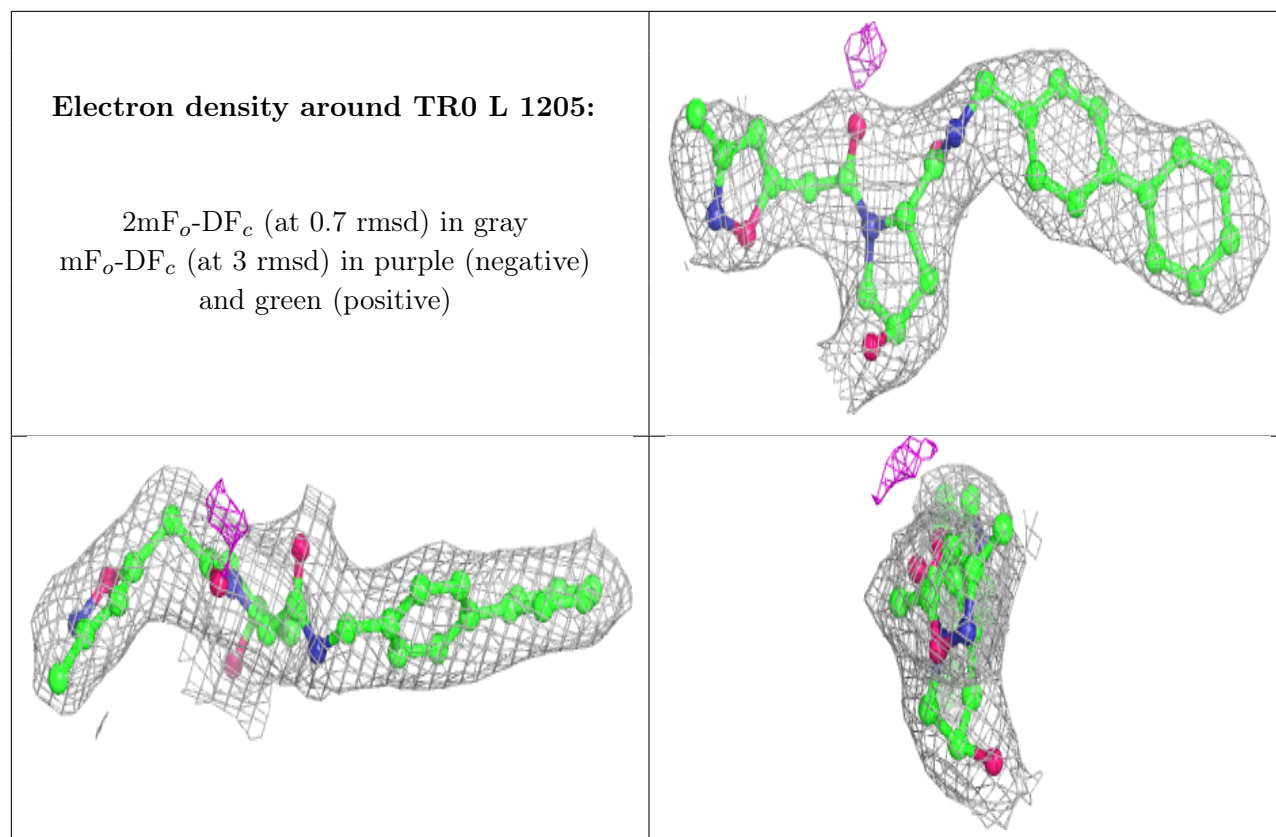 Electron density around TR0 L 1205:
2mFₒ-DF𝒸 (at 0.7 rmsd) in gray
mFₒ-DF𝒸 (at 3 rmsd) in purple (negative)
and green (positive)